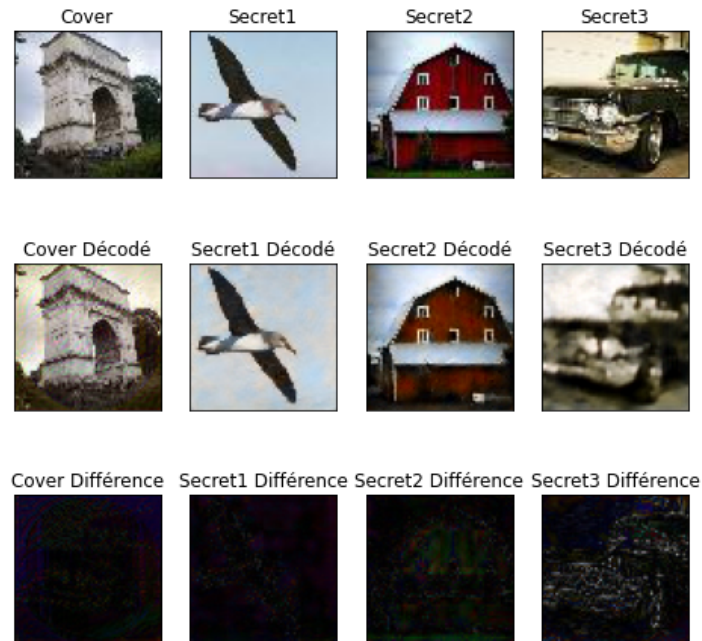 Cover Secret1 Secret2 Secret3
Cover Décodé Secret1 Décodé Secret2 Décodé Secret3 Décodé
Cover Différence Secret1 Différence Secret2 Différence Secret3 Différence